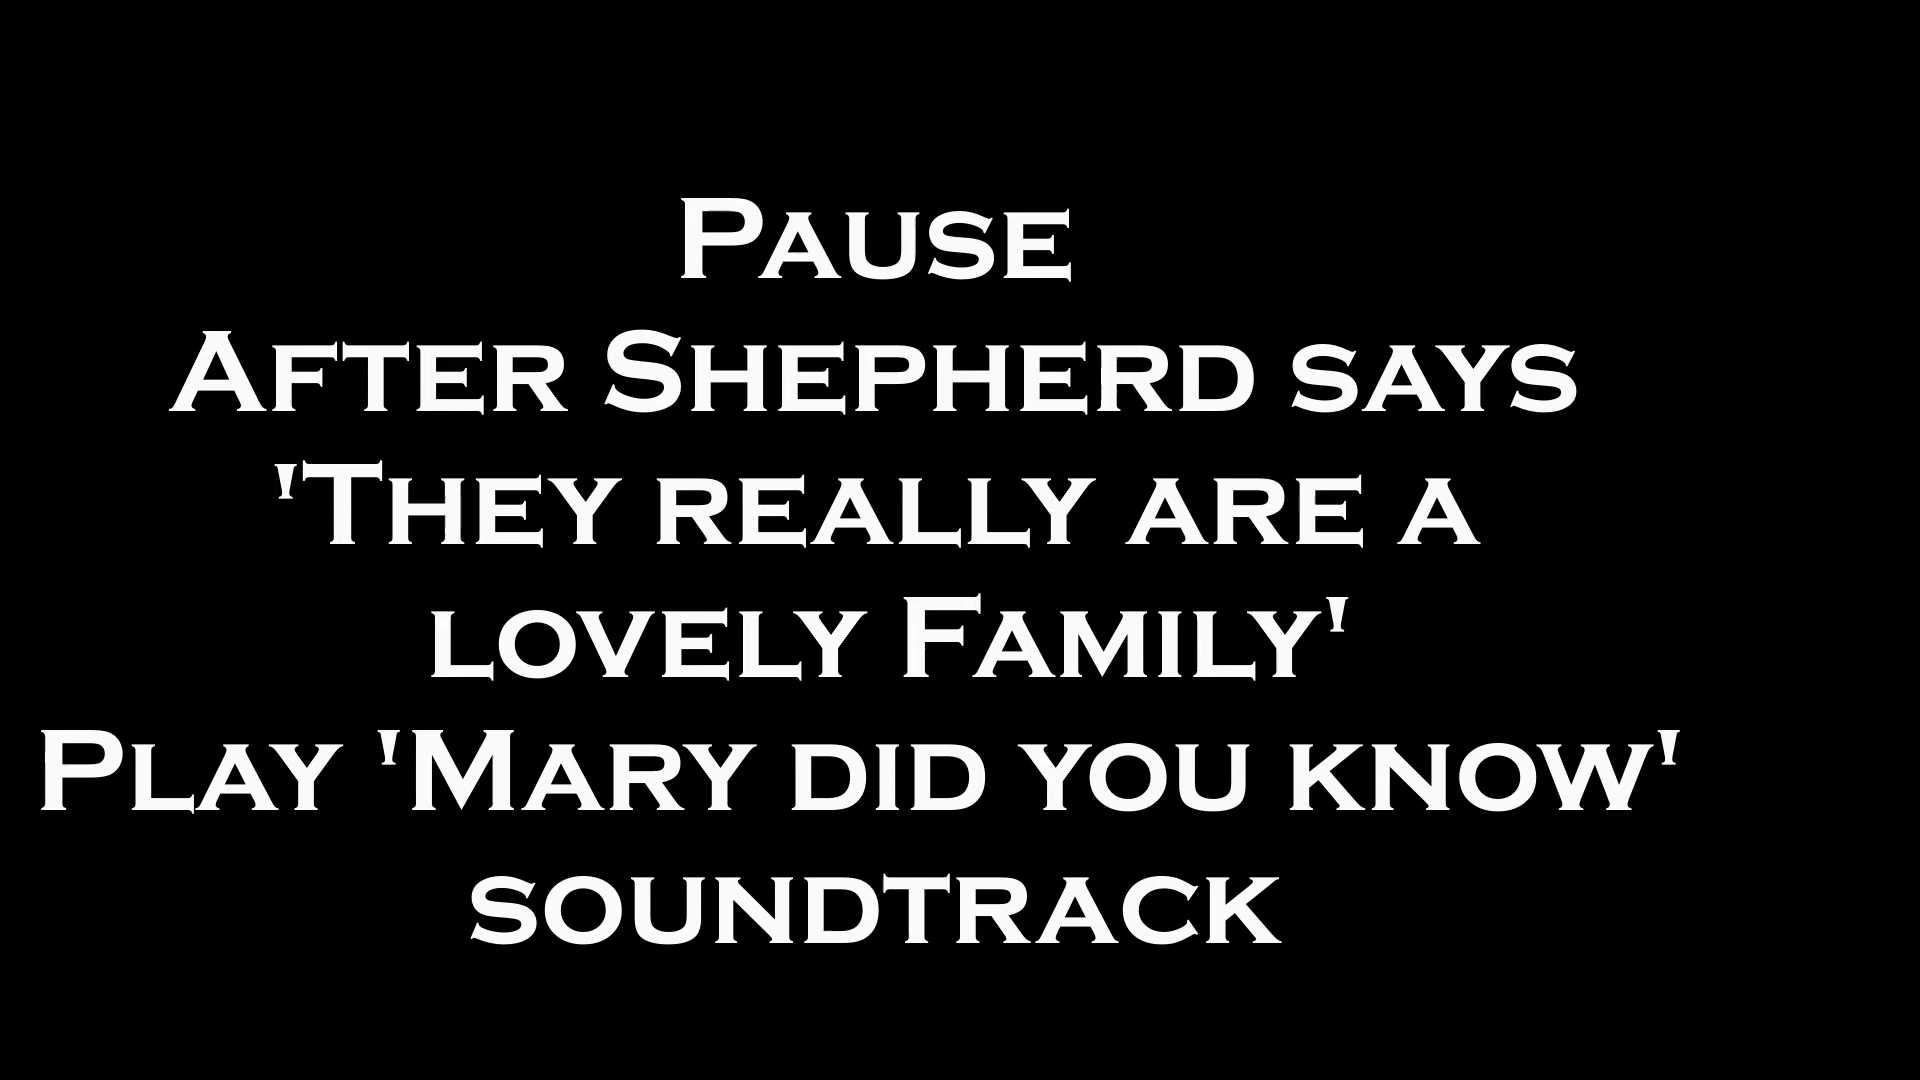 Pause
After Shepherd says
'They really are a
lovely Family'
Play 'Mary did you know'
soundtrack